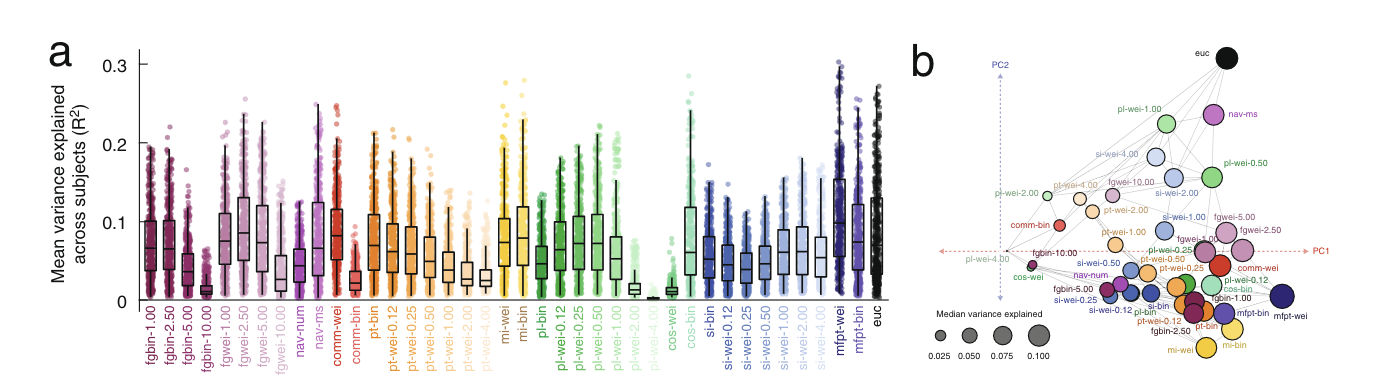 a
Mean variance explained
across subjects (R²)
0.3
0.2
0.1
0
fgbin-1.00
fgbin-2.50
fgbin-5.00
fgbin-10.00
fgwei-1.00
fgwei-2.50
fgwei-5.00
fgwei-10.00
nav-num
nav-ms
comm-wei
comm-bin
pt-bin
pt-wei-0.12
pt-wei-0.25
pt-wei-0.50
pt-wei-1.00
pt-wei-2.00
mi-wei
mi-bin
pl-bin
pl-wei-0.12
pl-wei-0.25
pl-wei-0.50
pl-wei-1.00
pl-wei-2.00
pl-wei-4.00
cos-wei
cos-bin
si-bin
si-wei-0.12
si-wei-0.25
si-wei-0.50
si-wei-1.00
si-wei-2.00
si-wei-4.00
mfpt-wei
mfpt-bin
euc
b
euc
PC2
pl-wei-1.00
nav-ms
si-wei-4.00
pl-wei-0.50
pl-wei-2.00
pt-wei-4.00
fgwei-10.00
si-wei-2.00
pt-wei-2.00
comm-bin
si-wei-1.00
fgwei-5.00
pt-wei-1.00
fgwei-2.50
fgwei-1.00
pl-wei-0.25
PC1
fgbin-10.00
pl-wei-4.00
pt-wei-0.50
si-wei-0.50
pt-wei-0.25
comm-wei
cos-wei
nav-num
fgbin-5.00
cos-bin
si-wei-0.25
fgbin-1.00
si-bin
si-wei-0.12
pl-bin
mfpt-bin
mfpt-wei
Median variance explained
pt-wei-0.12
pt-bin
fgbin-2.50
mi-bin
mi-wei
0.025 0.050 0.075 0.100